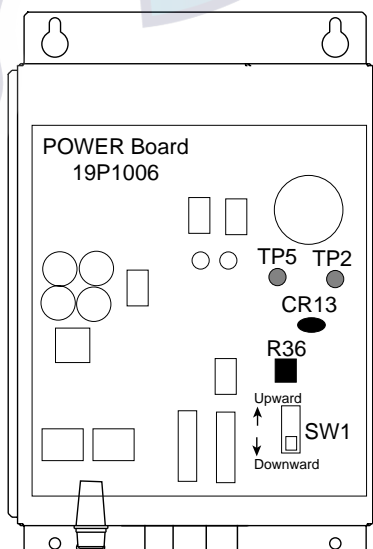 POWER Board
19P1006
TP5 TP2
CR13
R36
Upward
SW1
Downward